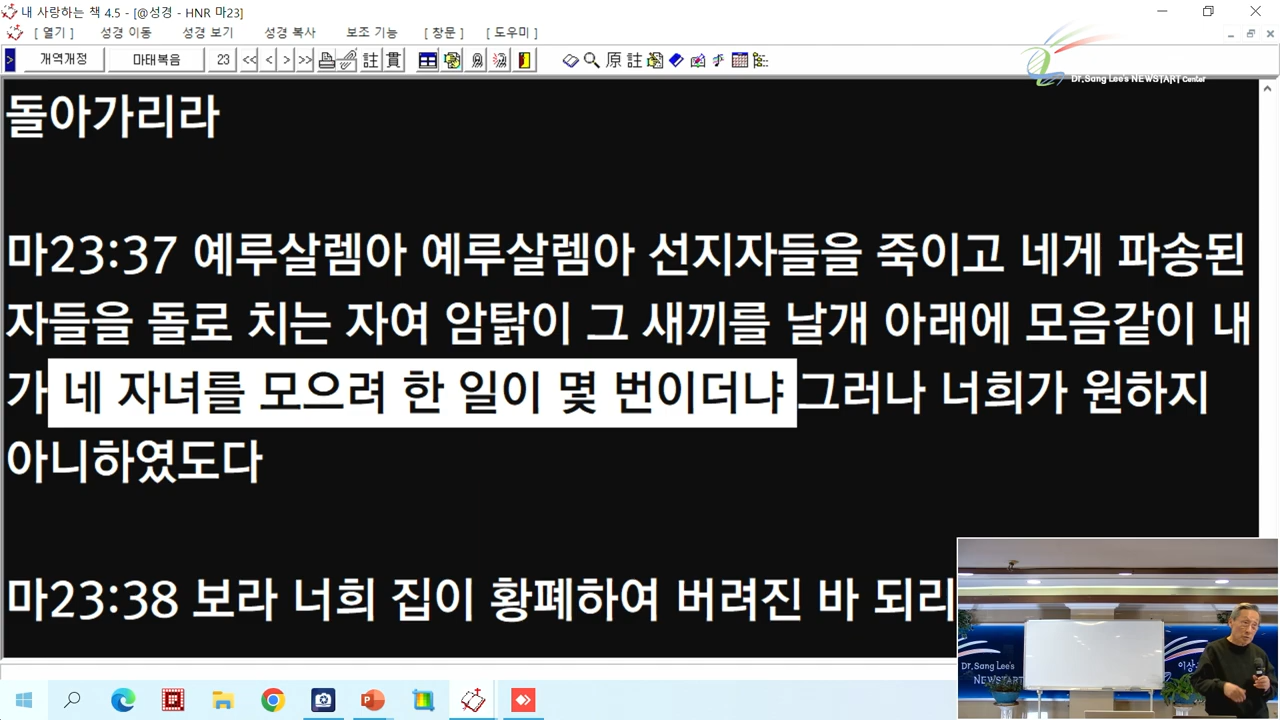 내 사랑하는 책 4.5 - [@성경 - HNR 마23]
[ 열기 ] 성경 이동 성경 보기 성경 복사 보조 기능 [ 창문 ] [ 도우미 ]
개역개정 마태복음 23 << < > >> 註 貫 原 註
Dr.Sang Lee's NEWSTART Center
돌아가리라
마23:37 예루살렘아 예루살렘아 선지자들을 죽이고 네게 파송된
자들을 돌로 치는 자여 암탉이 그 새끼를 날개 아래에 모음같이 내
가 네 자녀를 모으려 한 일이 몇 번이더냐 그러나 너희가 원하지
아니하였도다
마23:38 보라 너희 집이 황폐하여 버려진 바 되리
Dr.Sang Lee's
NEWSTART
이상